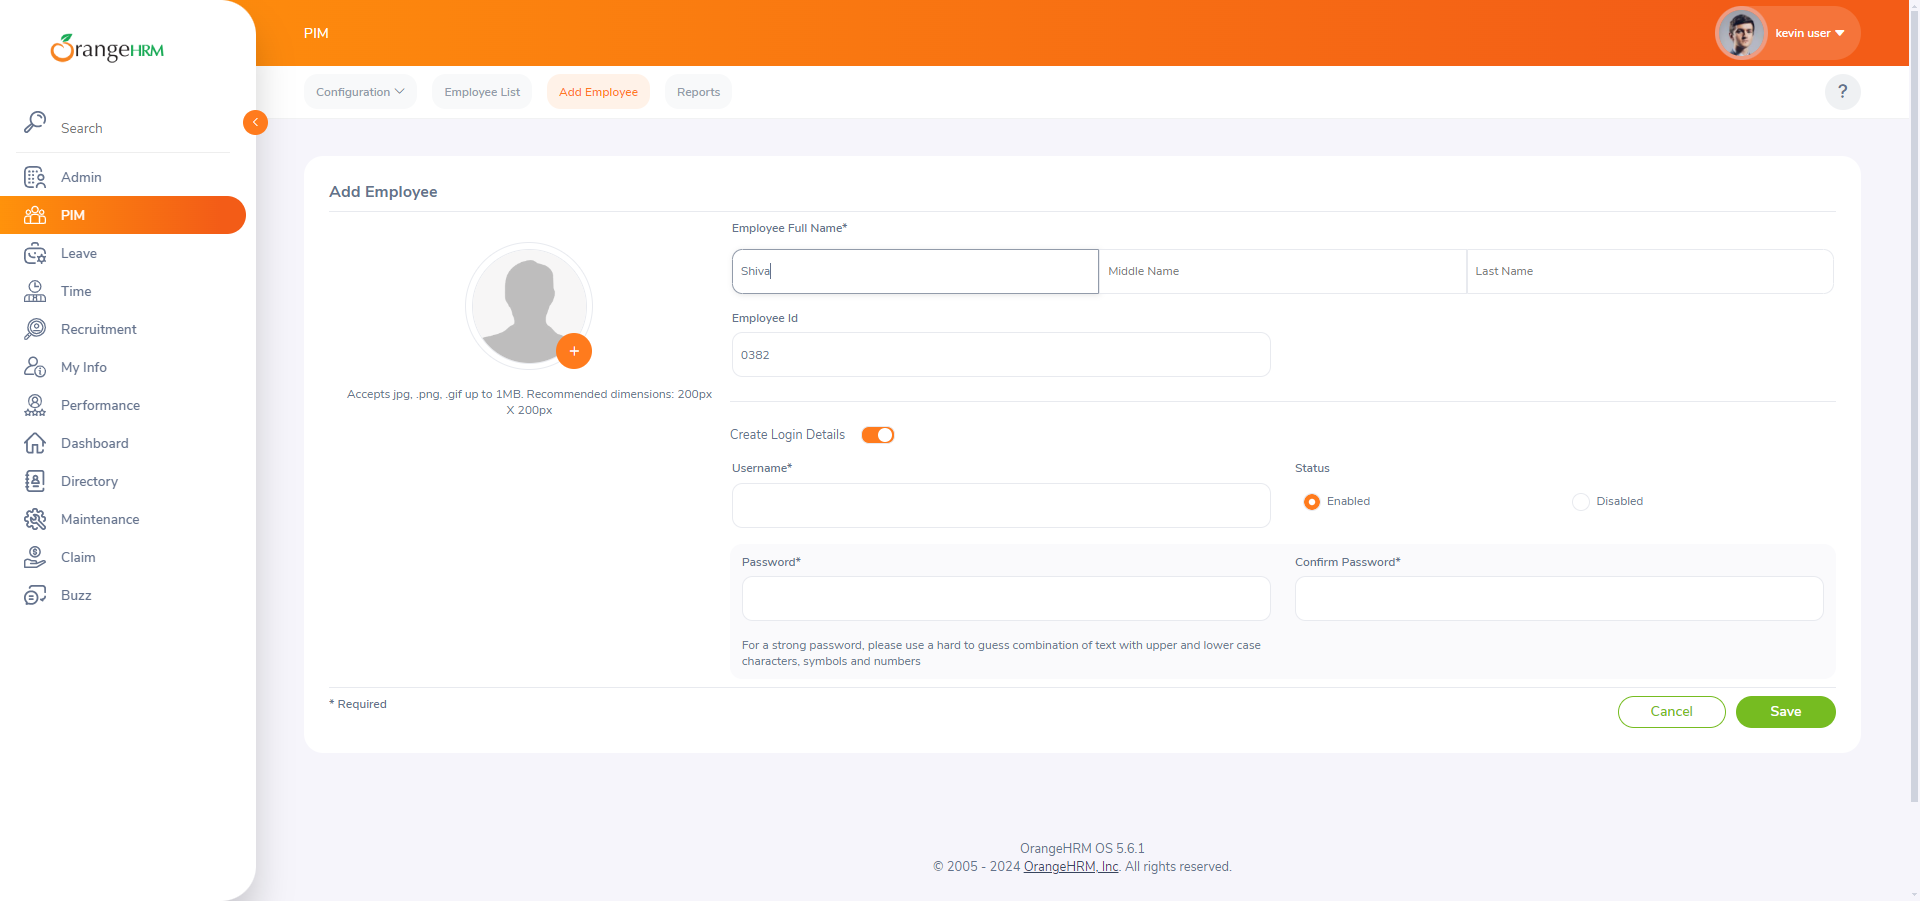 OrangeHRM
Search
Admin
PIM
Leave
Time
Recruitment
My Info
Performance
Dashboard
Directory
Maintenance
Claim
Buzz
PIM
kevin user
Configuration
Employee List
Add Employee
Reports
?
Add Employee
Accepts jpg, .png, .gif up to 1MB. Recommended dimensions: 200px
X 200px
Employee Full Name*
Shiva
Middle Name
Last Name
Employee Id
0382
Create Login Details
Username*
Status
Enabled
Disabled
Password*
Confirm Password*
For a strong password, please use a hard to guess combination of text with upper and lower case
characters, symbols and numbers
* Required
Cancel
Save
OrangeHRM OS 5.6.1
© 2005 - 2024 OrangeHRM, Inc. All rights reserved.